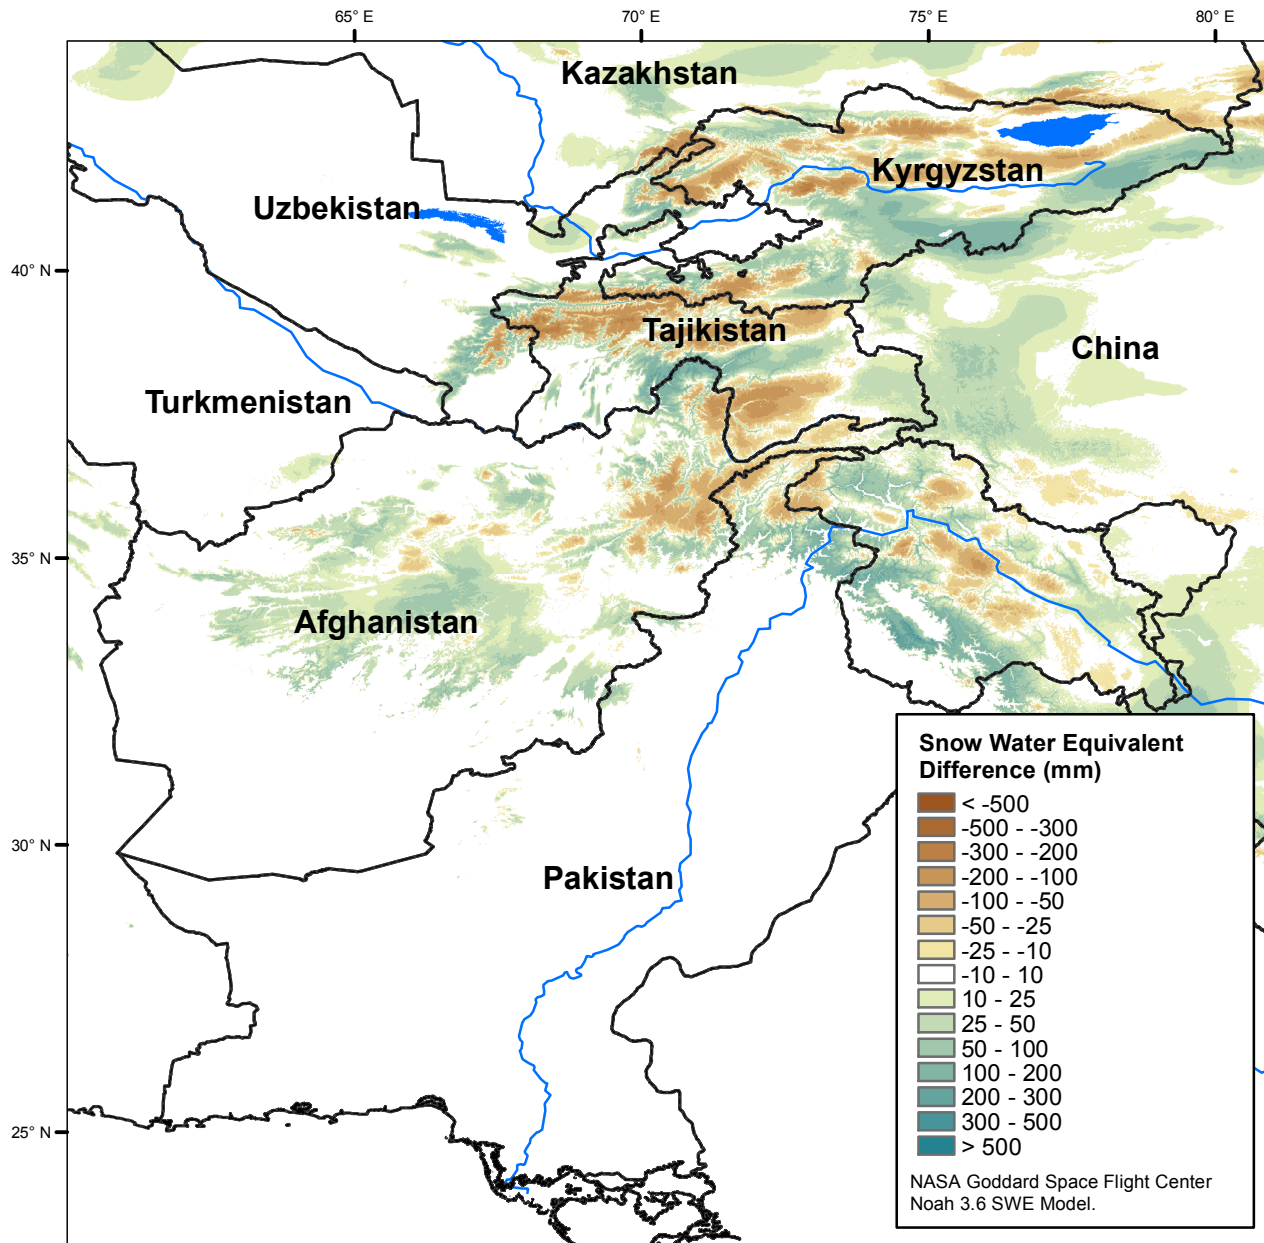 65° E
70° E
75° E
80° E
Kazakhstan
Kyrgyzstan
Uzbekistan
40° N
Tajikistan
China
Turkmenistan
35° N
Afghanistan
Snow Water Equivalent
Difference (mm)
< -500
-500 - -300
-300 - -200
-200 - -100
-100 - -50
-50 - -25
-25 - -10
-10 - 10
10 - 25
25 - 50
50 - 100
100 - 200
200 - 300
300 - 500
> 500
NASA Goddard Space Flight Center
Noah 3.6 SWE Model.
30° N
Pakistan
25° N